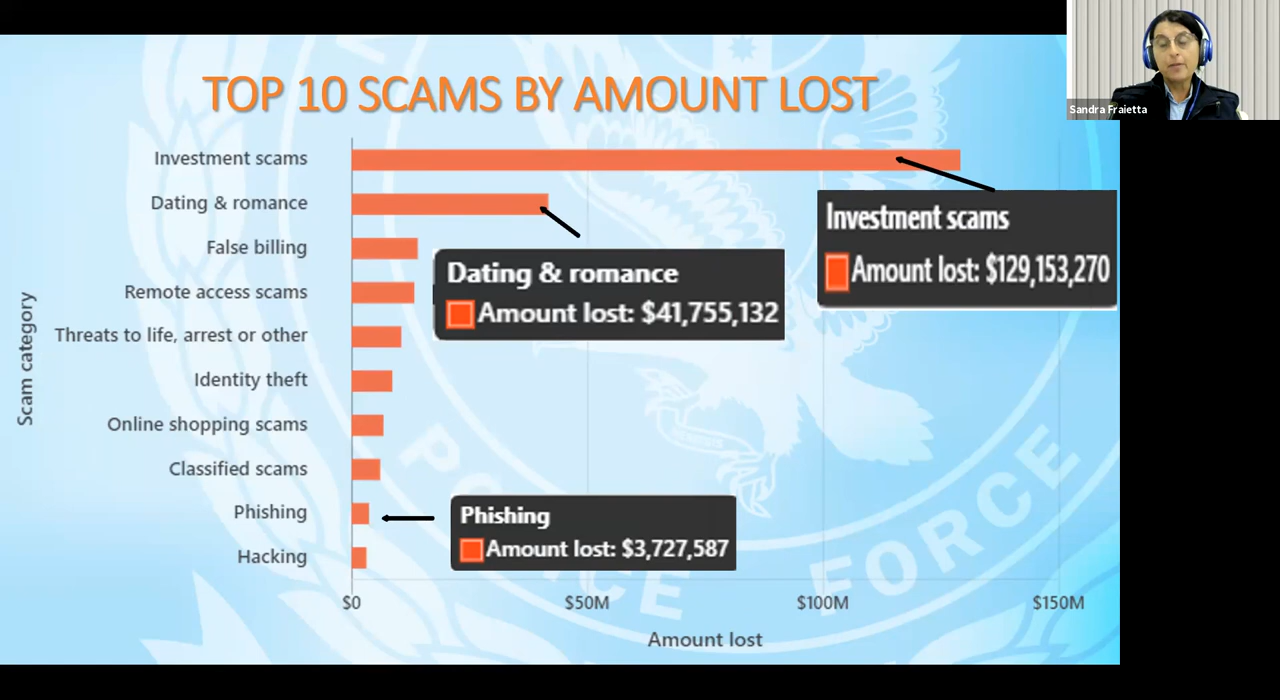 TOP 10 SCAMS BY AMOUNT LOST
Sandra Fraietta
Scam category
Investment scams
Dating & romance
False billing
Remote access scams
Threats to life, arrest or other
Identity theft
Online shopping scams
Classified scams
Phishing
Hacking
Investment scams
Amount lost: $129,153,270
Dating & romance
Amount lost: $41,755,132
Phishing
Amount lost: $3,727,587
$0
$50M
$100M
$150M
Amount lost
FORCE